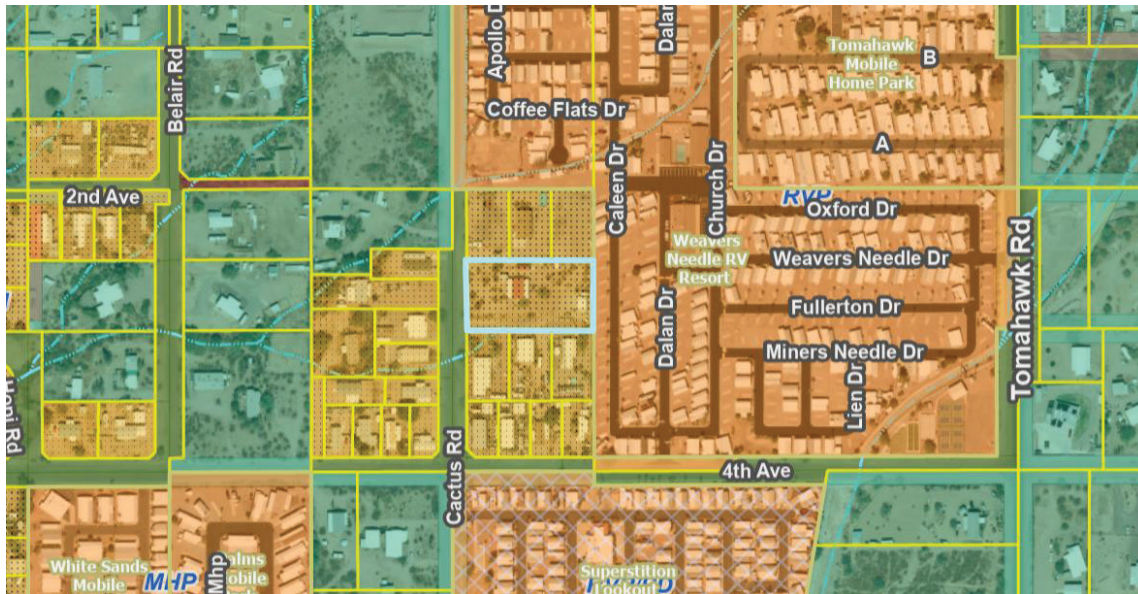 Apollo D
Dalan
Belair Rd
Coffee Flats Dr
Tomahawk
Mobile
Home Park
B
A
2nd Ave
Caleen Dr
Church Dr
RVP
Oxford Dr
Weavers
Needle RV
Resort
Weavers Needle Dr
Fullerton Dr
Dalan Dr
Miners Needle Dr
Lien Dr
Tomahawk Rd
Cactus Rd
4th Ave
White Sands
Mobile
MHP
Mhp
Superstition
Lookout